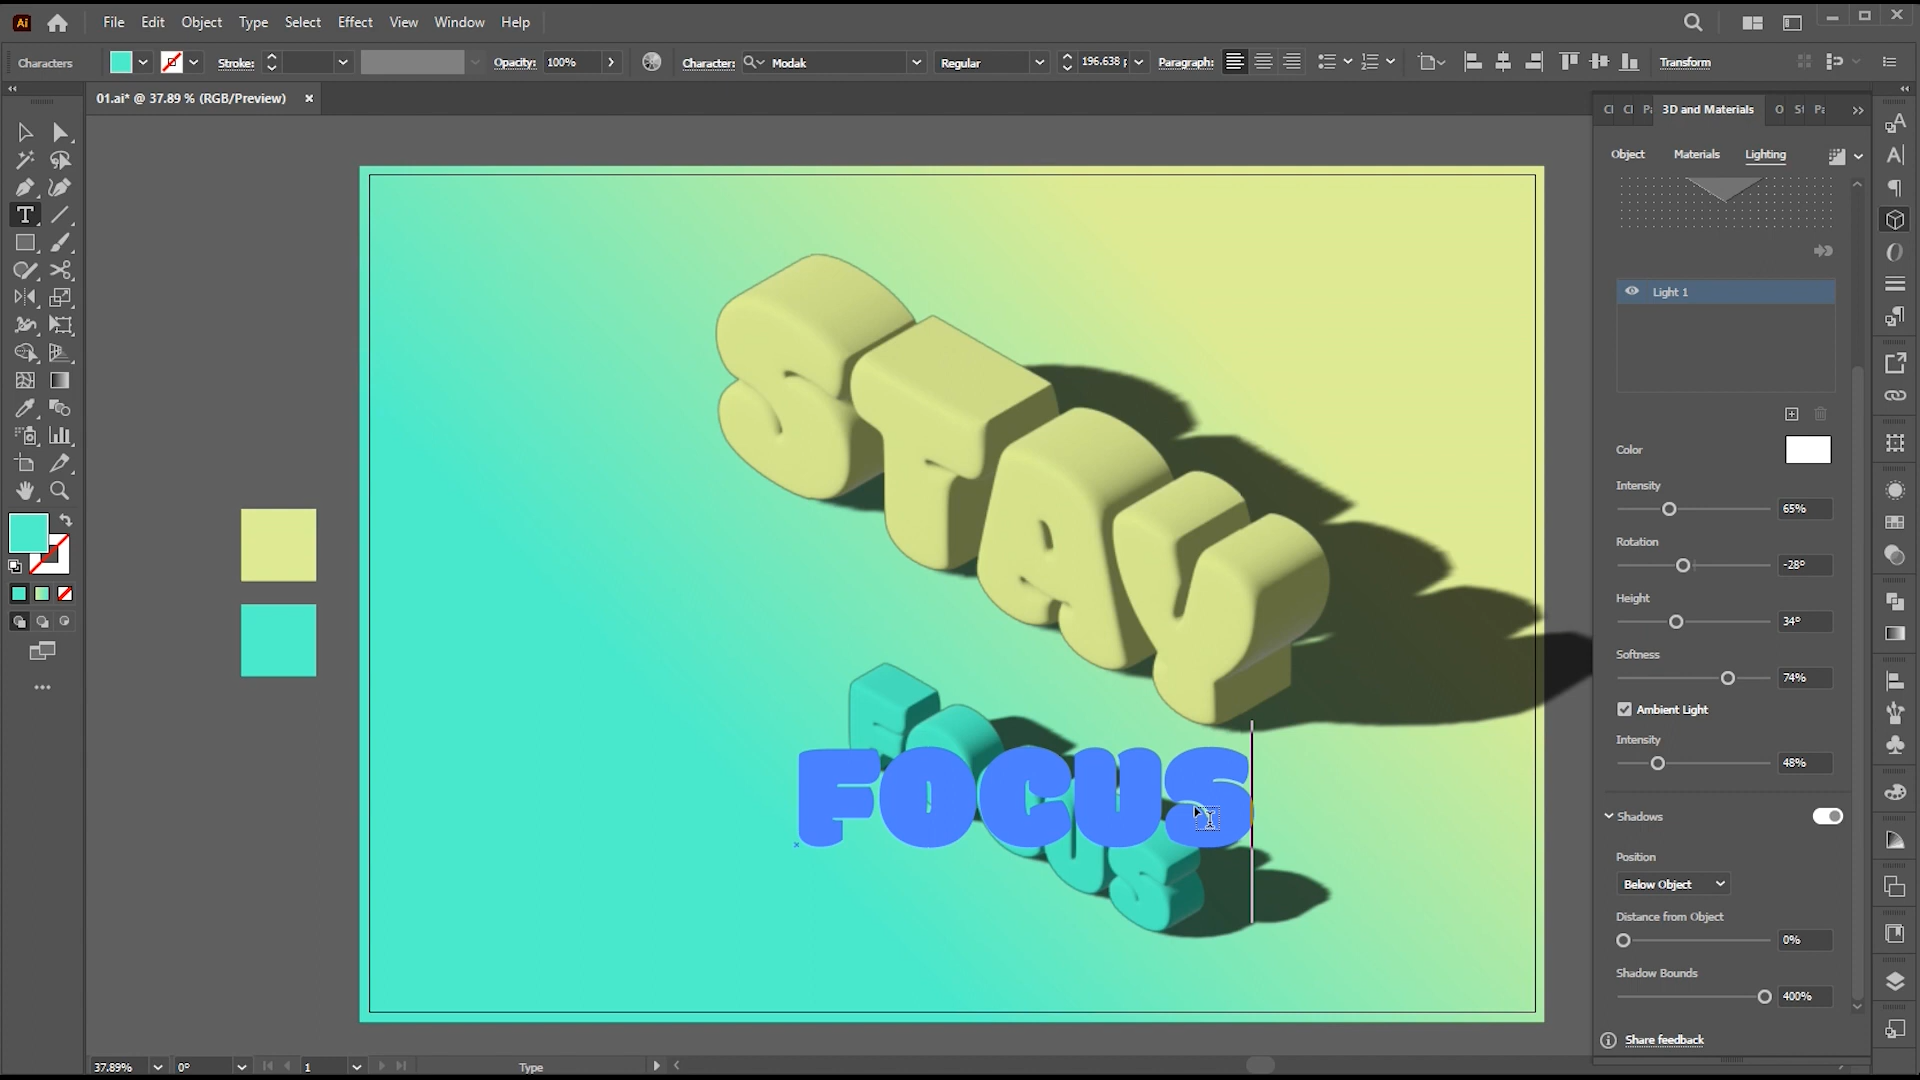 Ai File Edit Object Type Select Effect View Window Help
Characters Stroke: Opacity: 100% Character: Modak Regular 196.638 Paragraph: Transform
01.ai* @ 37.89 % (RGB/Preview)
3D and Materials
Object Materials Lighting
Light 1
Color
Intensity
65%
Rotation
-28°
Height
34°
Softness
74%
Ambient Light
Intensity
48%
Shadows
Position
Below Object
Distance from Object
0%
Shadow Bounds
400%
Share feedback
STAY
FOCUS
FOCUS
37.89% 0° 1 Type